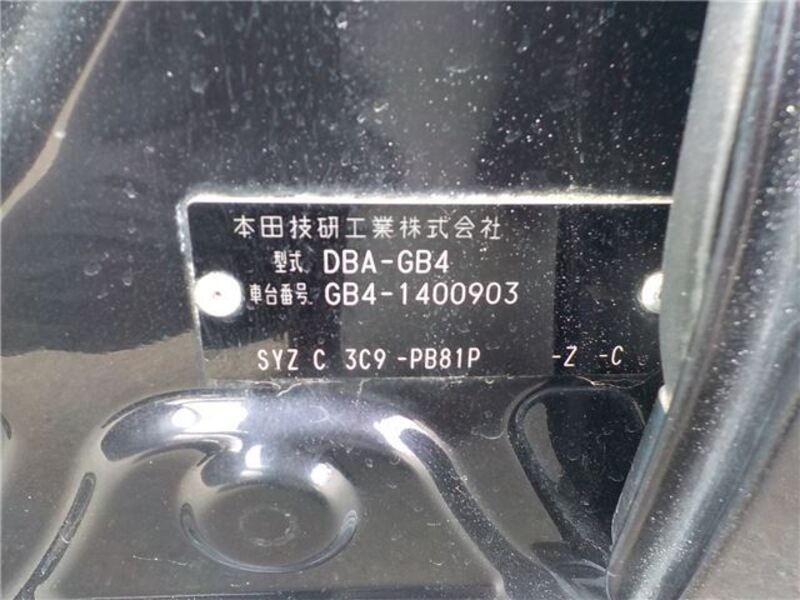 本田技研工業株式会社
型式 DBA-GB4
車台番号 GB4-1400903
SYZ C 3C9 -PB81P -Z -C